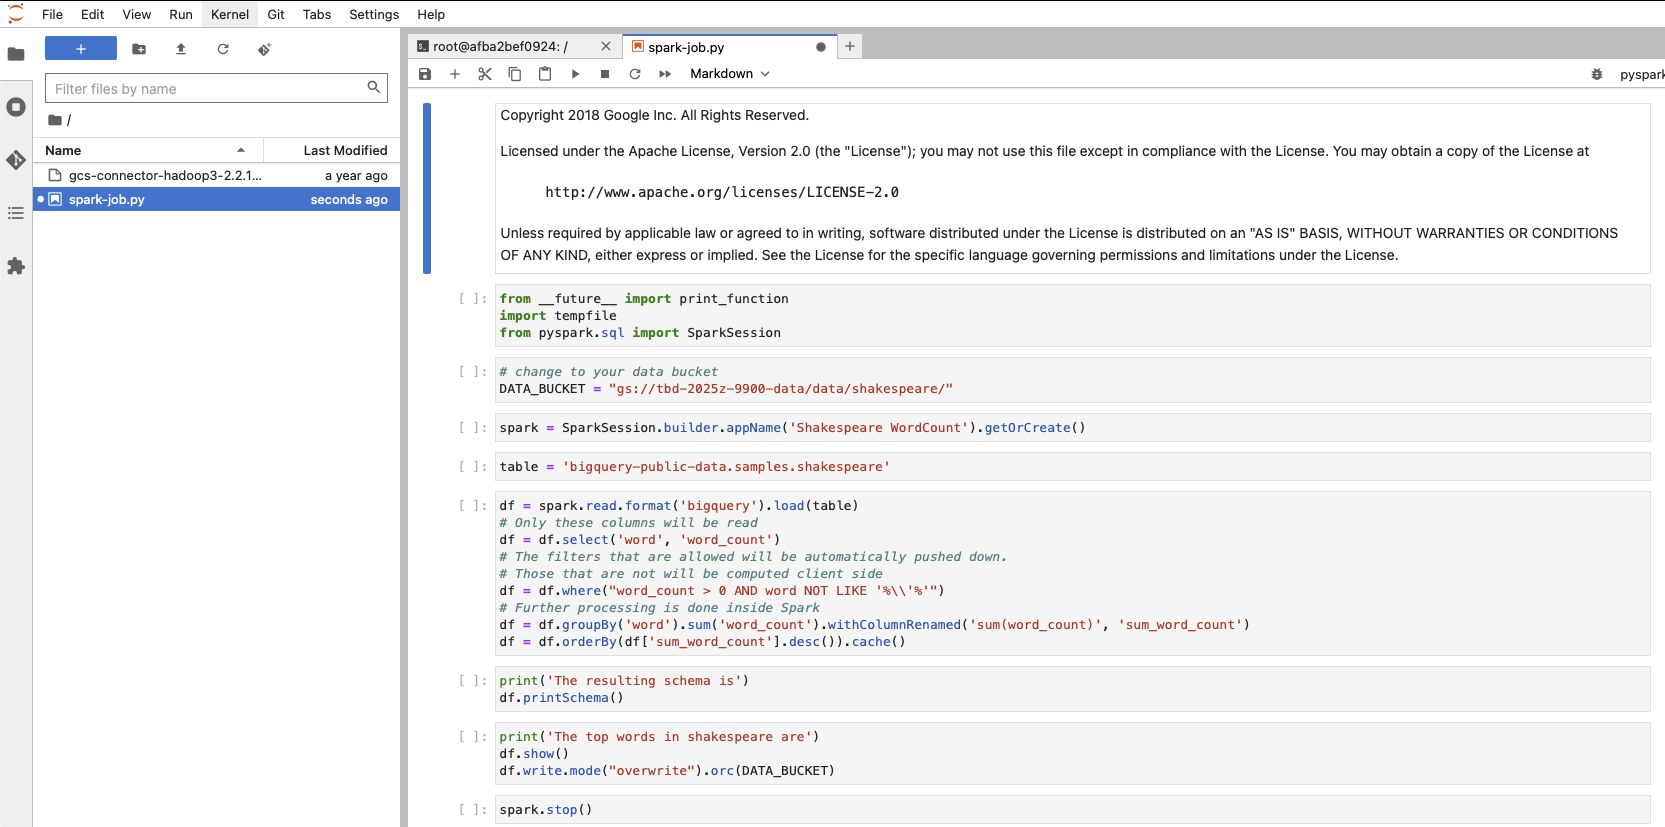 File Edit View Run Kernel Git Tabs Settings Help
+
Filter files by name
/
Name Last Modified
gcs-connector-hadoop3-2.2.1... a year ago
spark-job.py seconds ago
root@afba2bef0924: / spark-job.py
Markdown pyspark
Copyright 2018 Google Inc. All Rights Reserved.
Licensed under the Apache License, Version 2.0 (the "License"); you may not use this file except in compliance with the License. You may obtain a copy of the License at
http://www.apache.org/licenses/LICENSE-2.0
Unless required by applicable law or agreed to in writing, software distributed under the License is distributed on an "AS IS" BASIS, WITHOUT WARRANTIES OR CONDITIONS
OF ANY KIND, either express or implied. See the License for the specific language governing permissions and limitations under the License.
[ ]: from __future__ import print_function
import tempfile
from pyspark.sql import SparkSession
[ ]: # change to your data bucket
DATA_BUCKET = "gs://tbd-2025z-9900-data/data/shakespeare/"
[ ]: spark = SparkSession.builder.appName('Shakespeare WordCount').getOrCreate()
[ ]: table = 'bigquery-public-data.samples.shakespeare'
[ ]: df = spark.read.format('bigquery').load(table)
# Only these columns will be read
df = df.select('word', 'word_count')
# The filters that are allowed will be automatically pushed down.
# Those that are not will be computed client side
df = df.where("word_count > 0 AND word NOT LIKE '%\\'%'")
# Further processing is done inside Spark
df = df.groupBy('word').sum('word_count').withColumnRenamed('sum(word_count)', 'sum_word_count')
df = df.orderBy(df['sum_word_count'].desc()).cache()
[ ]: print('The resulting schema is')
df.printSchema()
[ ]: print('The top words in shakespeare are')
df.show()
df.write.mode("overwrite").orc(DATA_BUCKET)
[ ]: spark.stop()